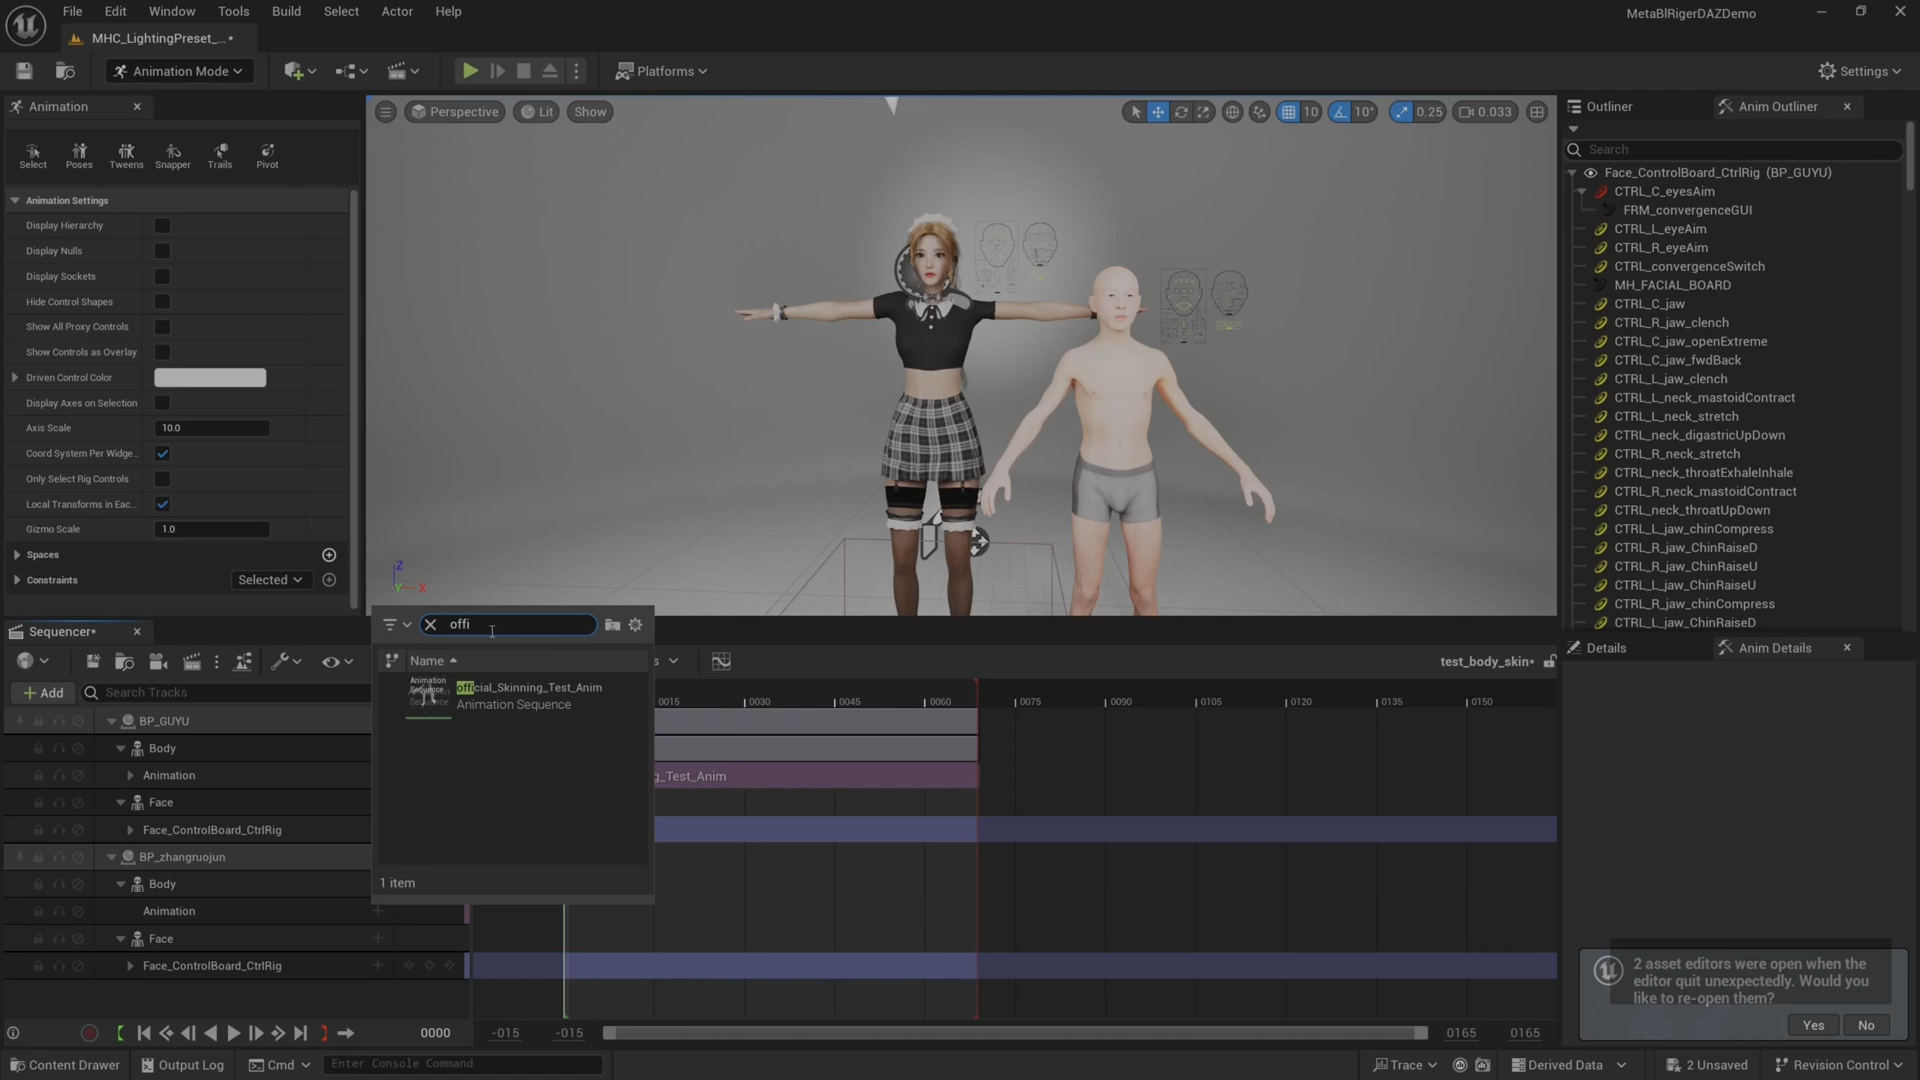 File Edit Window Tools Build Select Actor Help
MetaBlRigerDAZDemo
MHC_LightingPreset_... •
Animation Mode
Platforms
Settings
Animation
Perspective
Lit
Show
10
10°
0.25
0.033
Outliner
Anim Outliner
Select Poses Tweens Snapper Trails Pivot
Search
Animation Settings
Display Hierarchy
Display Nulls
Display Sockets
Hide Control Shapes
Show All Proxy Controls
Show Controls as Overlay
Driven Control Color
Display Axes on Selection
Axis Scale 10.0
Coord System Per Widge...
Only Select Rig Controls
Local Transforms in Eac...
Gizmo Scale 1.0
Spaces
Constraints Selected
Z
Y X
Face_ControlBoard_CtrlRig (BP_GUYU)
CTRL_C_eyesAim
FRM_convergenceGUI
CTRL_L_eyeAim
CTRL_R_eyeAim
CTRL_convergenceSwitch
MH_FACIAL_BOARD
CTRL_C_jaw
CTRL_R_jaw_clench
CTRL_C_jaw_openExtreme
CTRL_C_jaw_fwdBack
CTRL_L_jaw_clench
CTRL_L_neck_mastoidContract
CTRL_L_neck_stretch
CTRL_neck_digastricUpDown
CTRL_R_neck_stretch
CTRL_neck_throatExhaleInhale
CTRL_R_neck_mastoidContract
CTRL_neck_throatUpDown
CTRL_L_jaw_chinCompress
CTRL_R_jaw_ChinRaiseD
CTRL_R_jaw_ChinRaiseU
CTRL_L_jaw_ChinRaiseU
CTRL_R_jaw_chinCompress
CTRL_L_jaw_ChinRaiseD
Sequencer*
offi
Name
official_Skinning_Test_Anim
Animation Sequence
Animation Sequence
1 item
s
test_body_skin*
Details
Anim Details
Add
Search Tracks
0015 0030 0045 0060 0075 0090 0105 0120 0135 0150
BP_GUYU
Body
Animation
g_Test_Anim
Face
Face_ControlBoard_CtrlRig
BP_zhangruojun
Body
Animation
Face
Face_ControlBoard_CtrlRig
2 asset editors were open when the
editor quit unexpectedly. Would you
like to re-open them?
Yes No
0000
-015 -015
0165 0165
Content Drawer
Output Log
Cmd
Enter Console Command
Trace
Derived Data
2 Unsaved
Revision Control